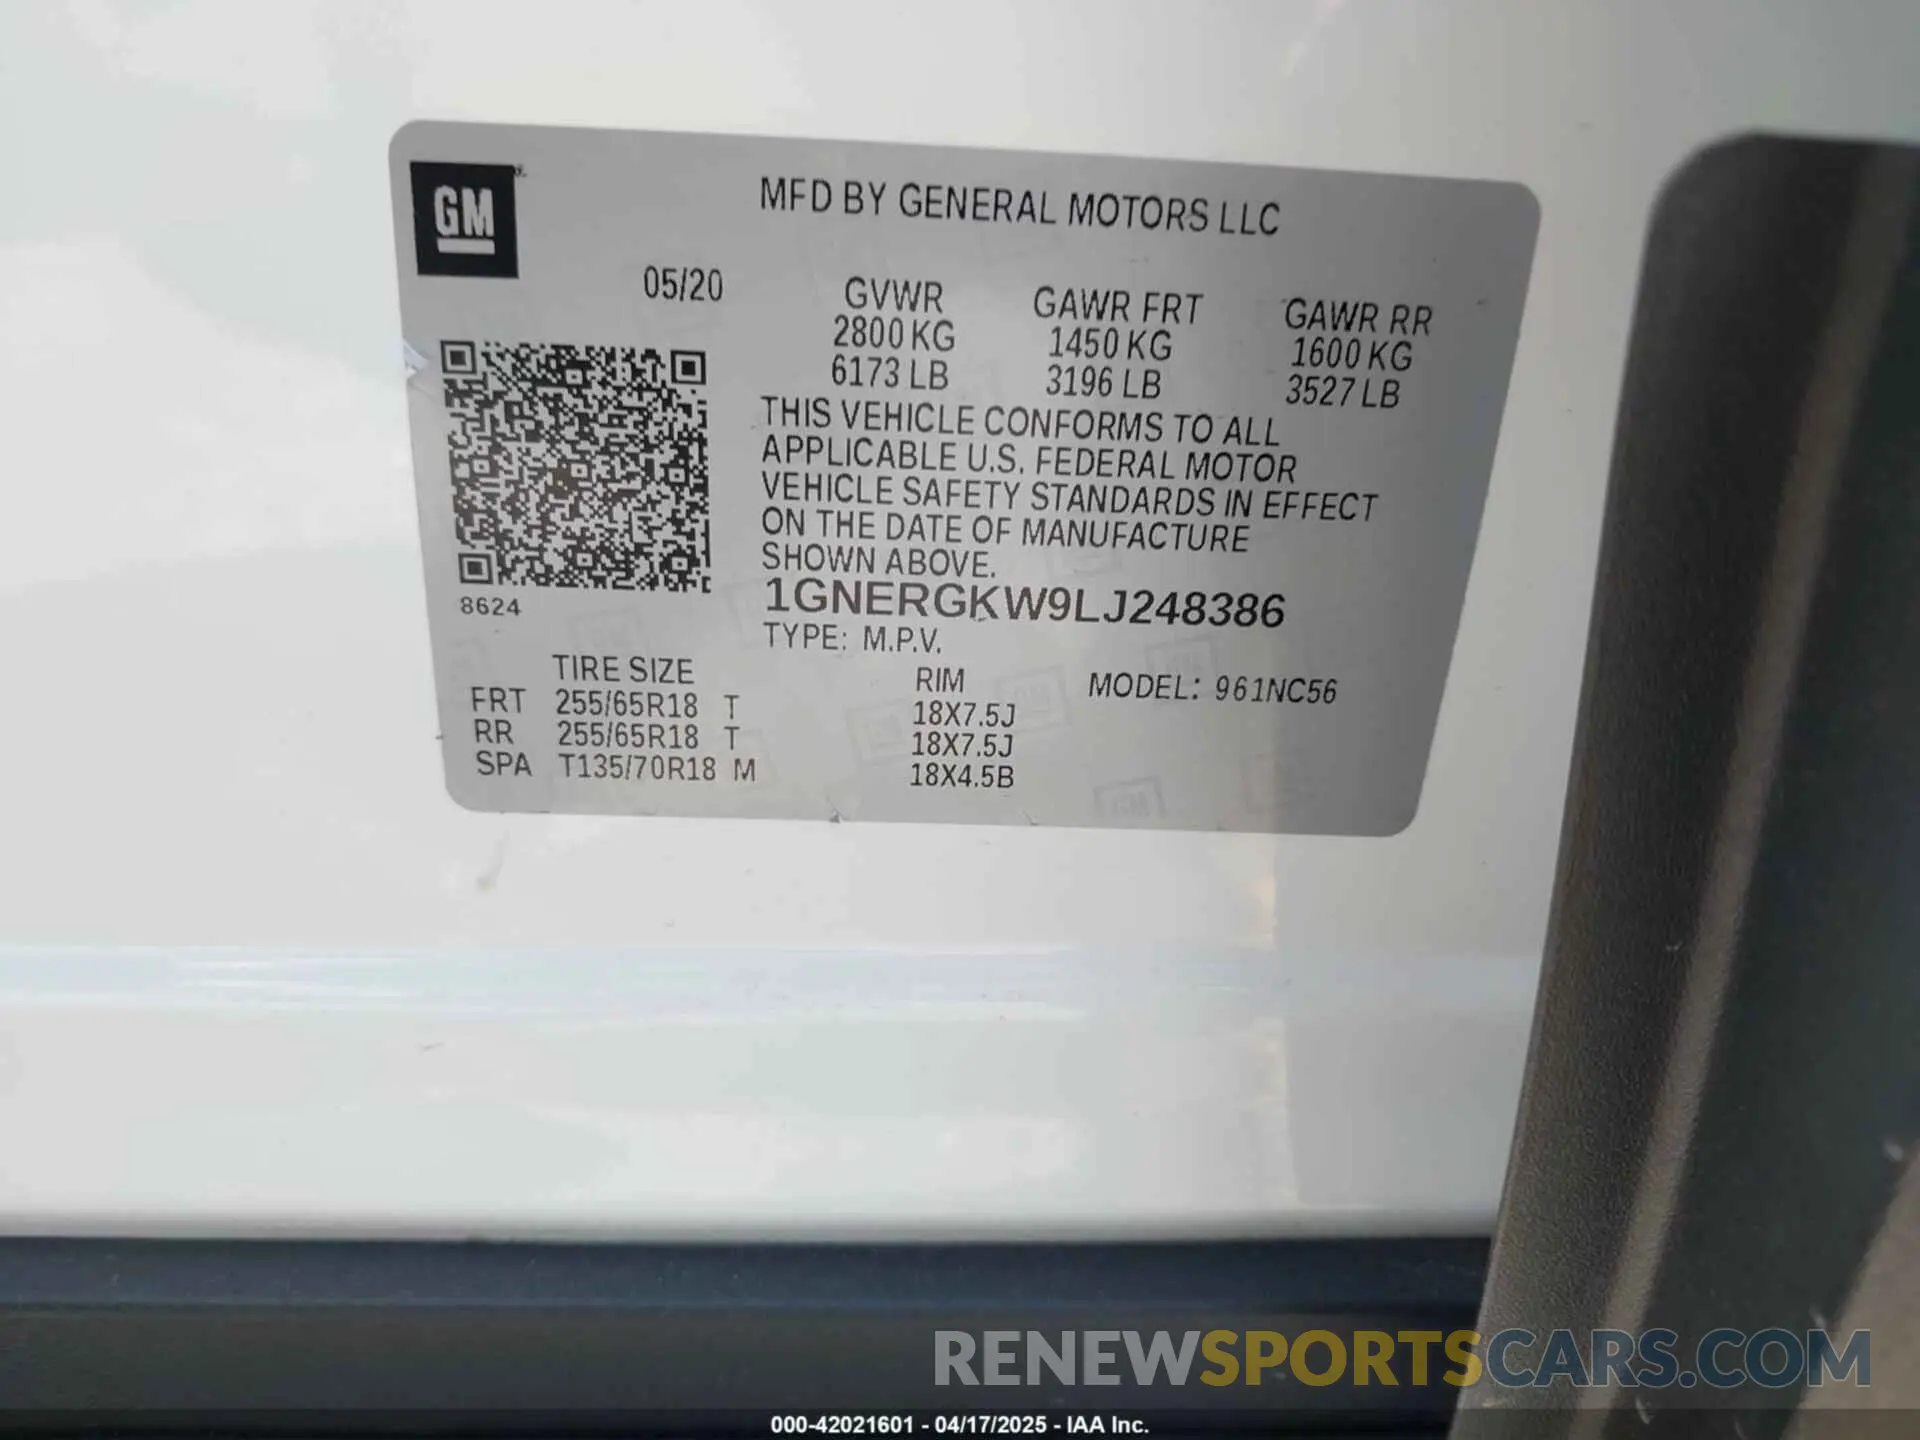 GM
MFD BY GENERAL MOTORS LLC
05/20
GVWR GAWR FRT GAWR RR
2800 KG 1450 KG 1600 KG
6173 LB 3196 LB 3527 LB
THIS VEHICLE CONFORMS TO ALL
APPLICABLE U.S. FEDERAL MOTOR
VEHICLE SAFETY STANDARDS IN EFFECT
ON THE DATE OF MANUFACTURE
SHOWN ABOVE.
8624
1GNERGKW9LJ248386
TYPE: M.P.V.
TIRE SIZE RIM MODEL: 961NC56
FRT 255/65R18 T 18X7.5J
RR 255/65R18 T 18X7.5J
SPA T135/70R18 M 18X4.5B
RENEWSPORTSCARS.COM
000-42021601 - 04/17/2025 - IAA Inc.